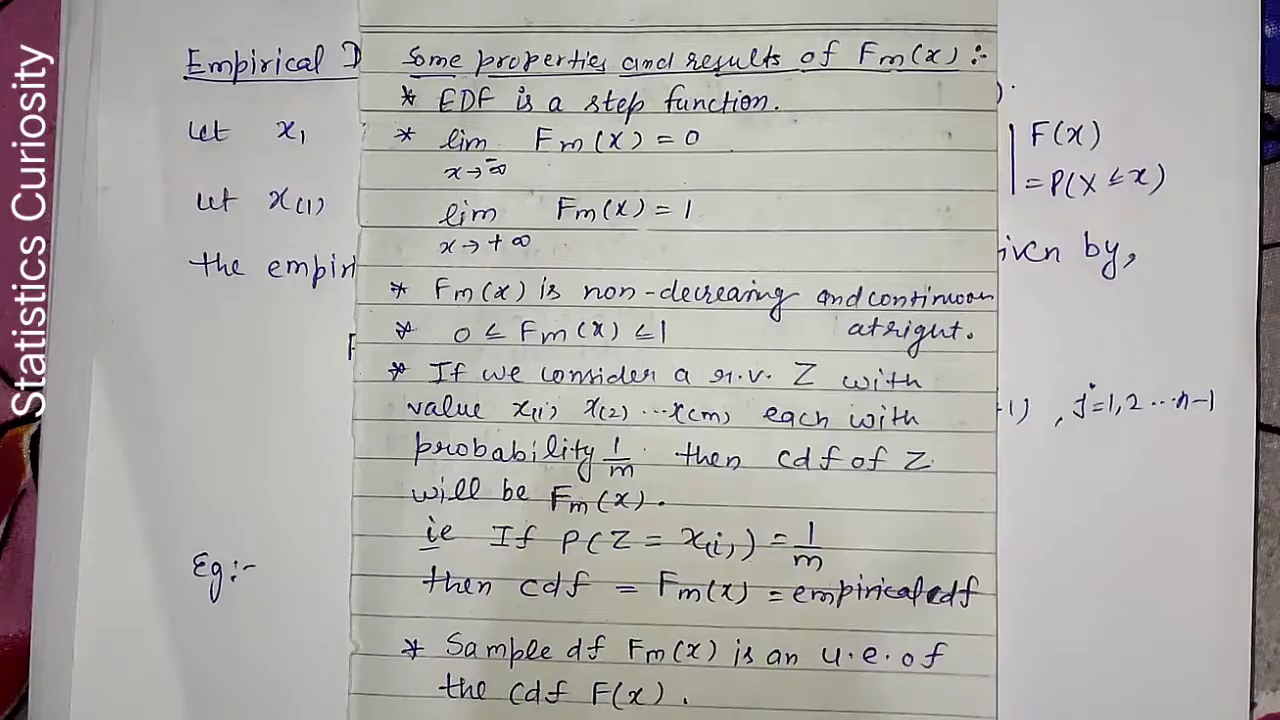 Statistics Curiosity
Empirical D
Let x₁
Let x₍₁₎
the empiri
F
Eg:-
Some properties and results of Fm(x) :-
* EDF is a step function.
* lim Fm(x) = 0
x→-∞
lim Fm(x) = 1
x→+∞
* Fm(x) is non-decreasing and continuous
at right.
* 0 ≤ Fm(x) ≤ 1
* If we consider a r.v. Z with
value x(1), x(2) ... x(m) each with
probability 1/m then cdf of Z
will be Fm(x).
ie If P(Z = x(i)) = 1/m
then cdf = Fm(x) = empirical cdf
* Sample df Fm(x) is an u.e. of
the cdf F(x).
).
F(x)
= P(X ≤ x)
iven by,
+1) , j=1,2 ... n-1